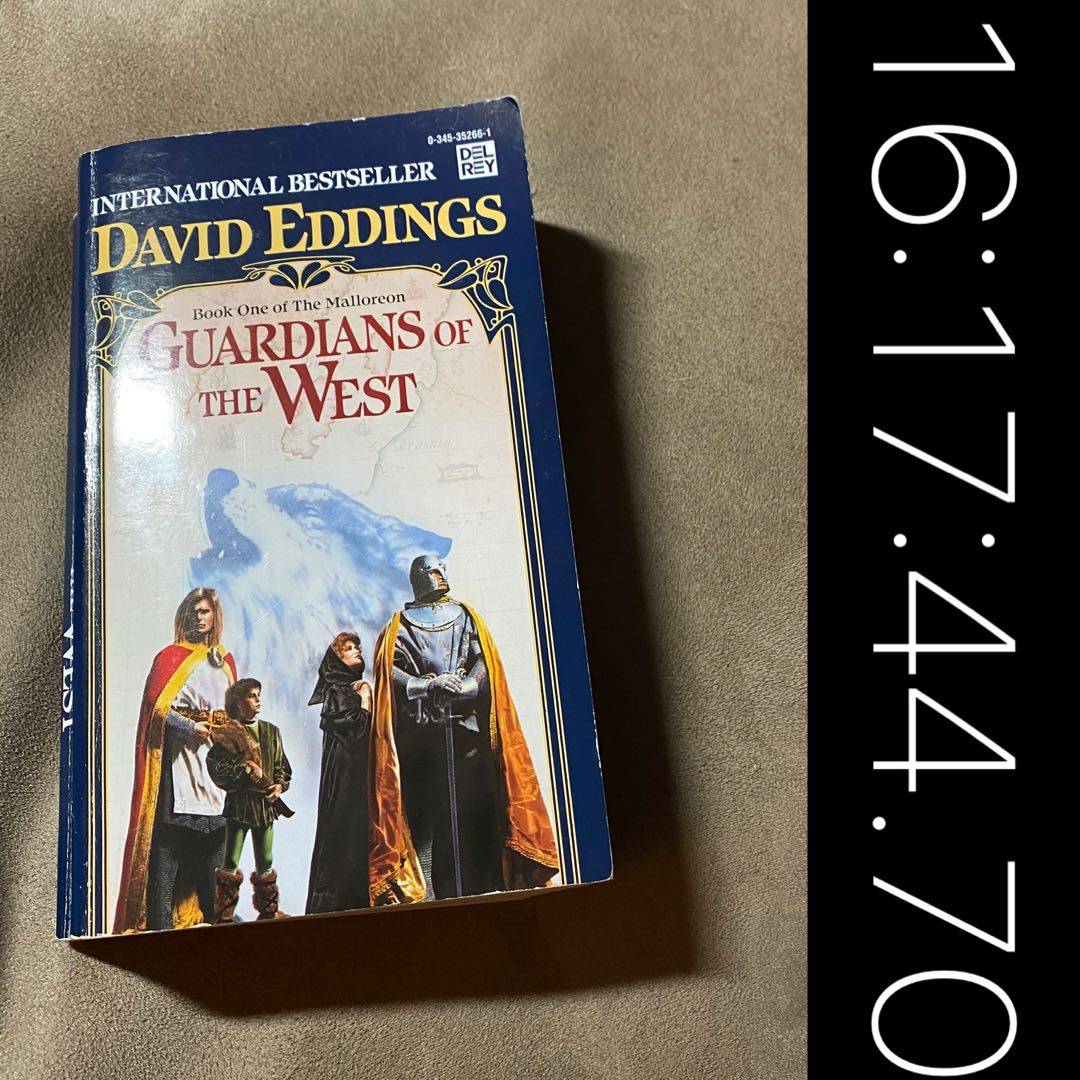 0-345-35266-1
DEL
REY
INTERNATIONAL BESTSELLER
DAVID EDDINGS
Book One of The Malloreon
GUARDIANS OF
THE WEST
WEST
16:17:44.70